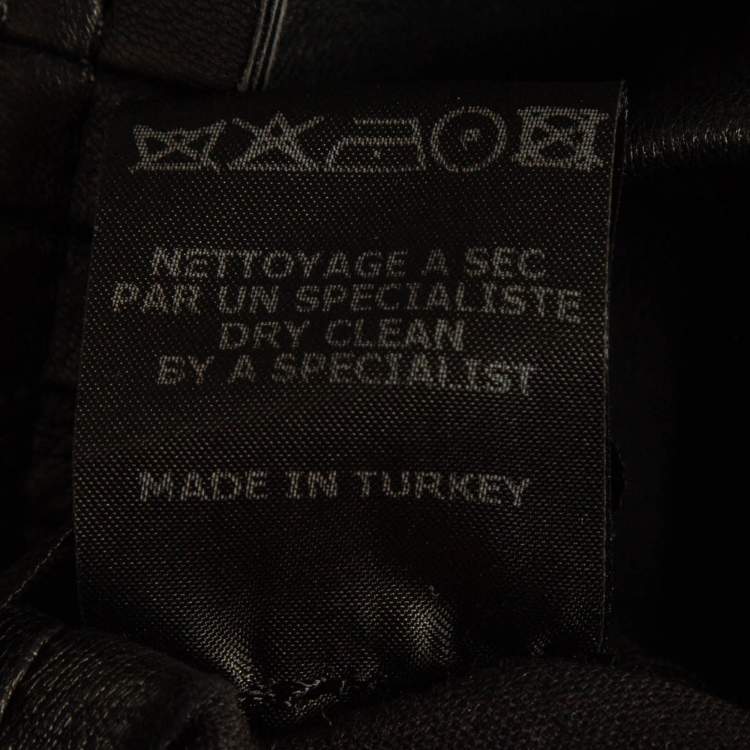 NETTOYAGE A SEC
PAR UN SPECIALISTE
DRY CLEAN
BY A SPECIALIST
MADE IN TURKEY